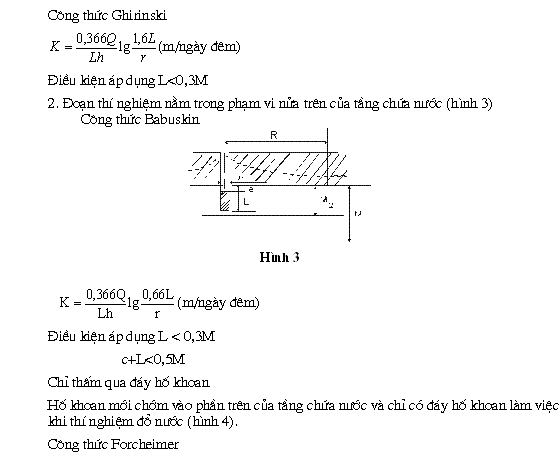 Công thức Ghirinski
K = 0,366Q/Lh lg 1,6L/r (m/ngày đêm)
Điều kiện áp dụng L<0,3M
2. Đoạn thí nghiệm nằm trong phạm vi nửa trên của tầng chứa nước (hình 3)
Công thức Babuskin
R
L
Hình 3
K = 0,366Q/Lh lg 0,66L/r (m/ngày đêm)
Điều kiện áp dụng L < 0,3M
c+L<0,5M
Chỉ thấm qua đáy hố khoan
Hố khoan mới chớm vào phần trên của tầng chứa nước và chỉ có đáy hố khoan làm việc
khi thí nghiệm đổ nước (hình 4).
Công thức Forcheimer